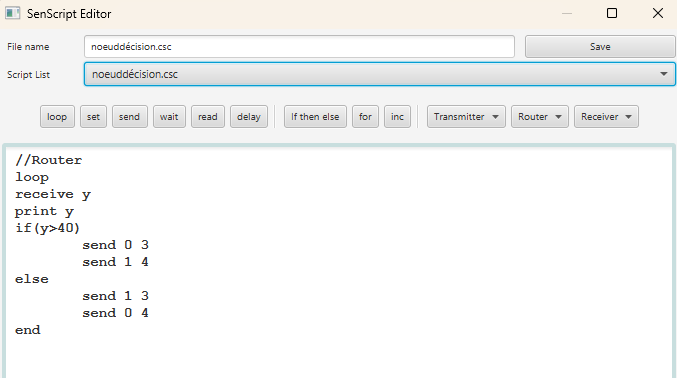 SenScript Editor
File name noeuddécision.csc Save
Script List noeuddécision.csc
loop set send wait read delay If then else for inc Transmitter Router Receiver
//Router
loop
receive y
print y
if(y>40)
send 0 3
send 1 4
else
send 1 3
send 0 4
end